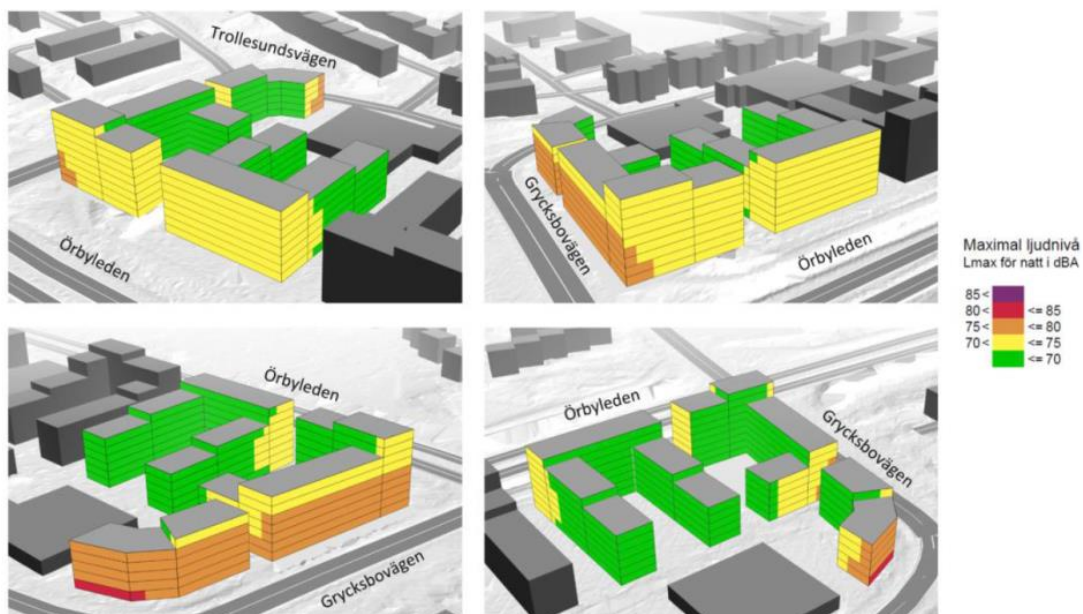 Trollesundsvägen
Örbyleden
Grycksbovägen
Örbyleden
Maximal ljudnivå
Lmax för natt i dBA
85 <
80 < <= 85
75 < <= 80
70 < <= 75
<= 70
Örbyleden
Grycksbovägen
Örbyleden
Grycksbovägen